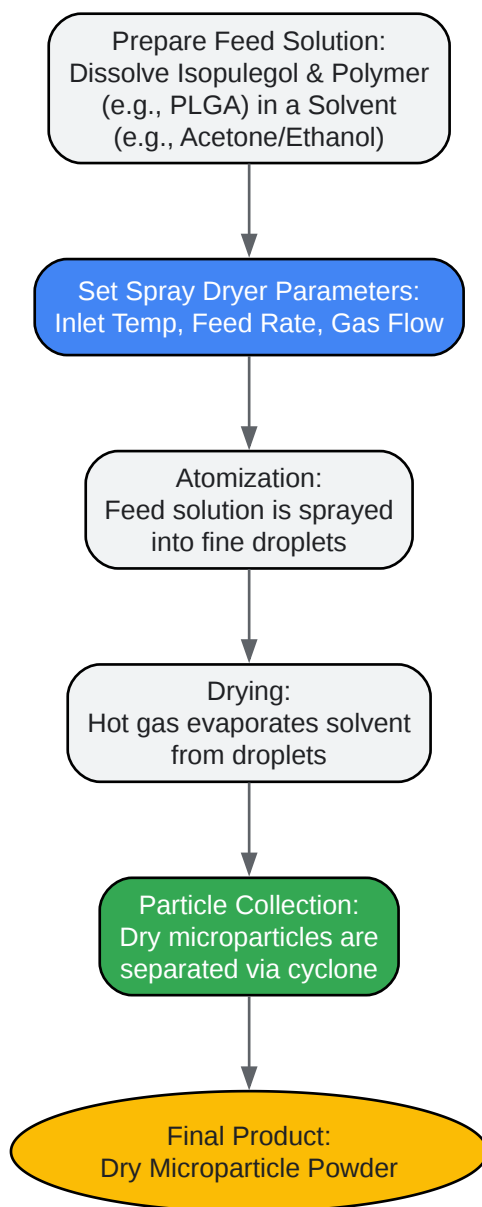 Prepare Feed Solution:
Dissolve Isopulegol & Polymer
(e.g., PLGA) in a Solvent
(e.g., Acetone/Ethanol)
Set Spray Dryer Parameters:
Inlet Temp, Feed Rate, Gas Flow
Atomization:
Feed solution is sprayed
into fine droplets
Drying:
Hot gas evaporates solvent
from droplets
Particle Collection:
Dry microparticles are
separated via cyclone
Final Product:
Dry Microparticle Powder